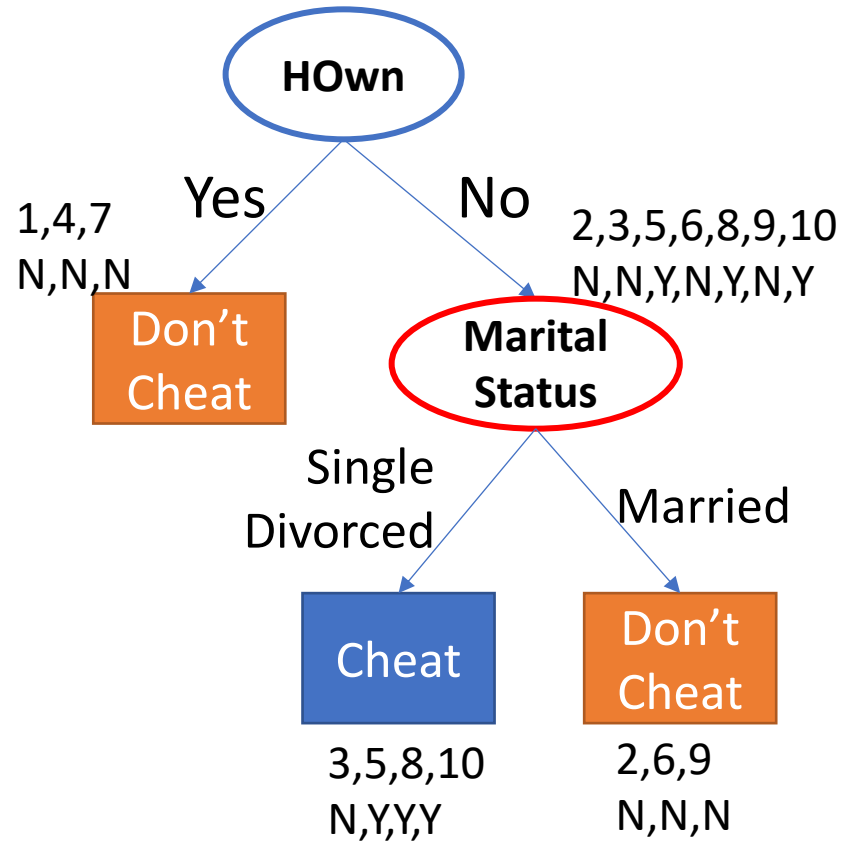 HOwn
Yes
No
1,4,7
N,N,N
2,3,5,6,8,9,10
N,N,Y,N,Y,N,Y
Don’t
Cheat
Marital
Status
Single
Divorced
Married
Cheat
Don’t
Cheat
3,5,8,10
N,Y,Y,Y
2,6,9
N,N,N